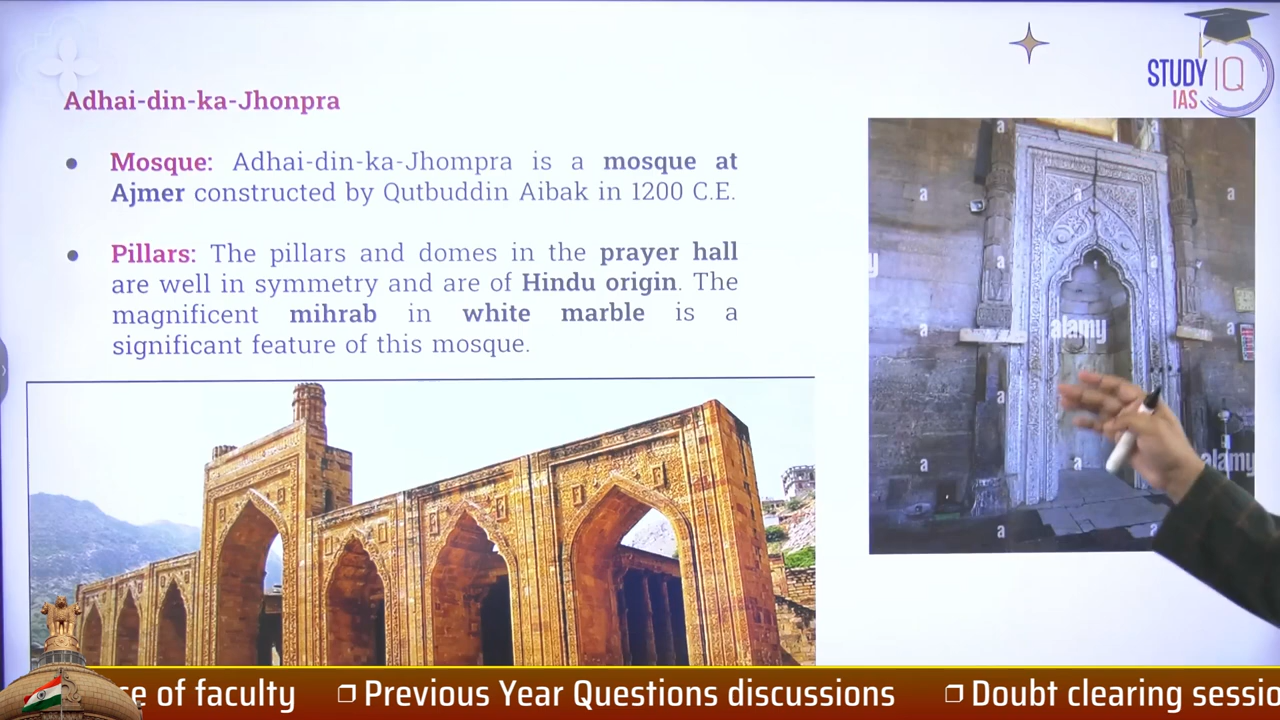 STUDY IQ
IAS
Adhai-din-ka-Jhonpra
Mosque: Adhai-din-ka-Jhompra is a mosque at
Ajmer constructed by Qutbuddin Aibak in 1200 C.E.
Pillars: The pillars and domes in the prayer hall
are well in symmetry and are of Hindu origin. The
magnificent mihrab in white marble is a
significant feature of this mosque.
a
a
a
a
a
a
a
a
alamy
a
a
a
a
alamy
a
a
of faculty
❐ Previous Year Questions discussions
❐ Doubt clearing